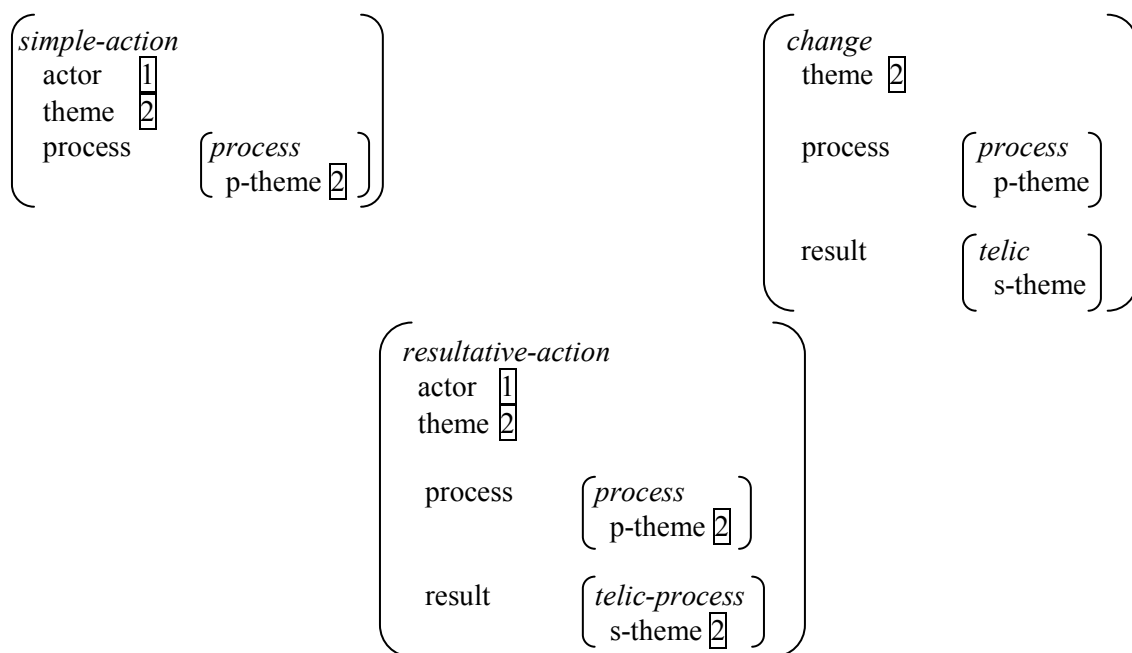 simple-action
actor 1
theme 2
process process
p-theme 2
change
theme 2
process process
p-theme
result telic
s-theme
resultative-action
actor 1
theme 2
process process
p-theme 2
result telic-process
s-theme 2